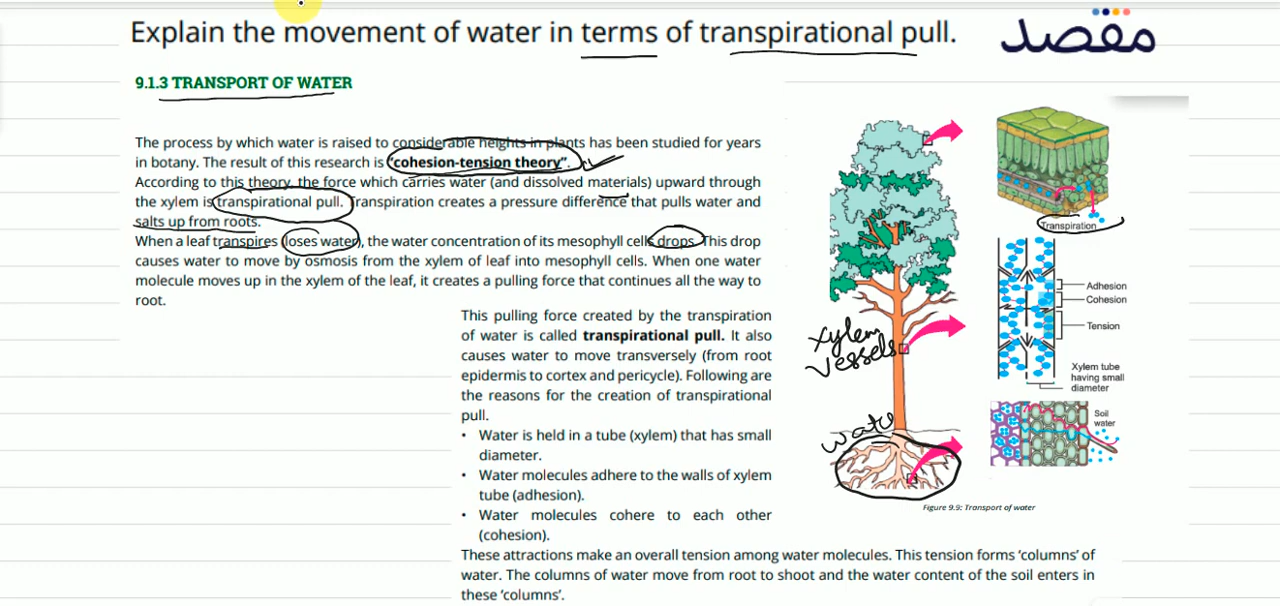 Explain the movement of water in terms of transpirational pull.
مقصد
9.1.3 TRANSPORT OF WATER
The process by which water is raised to considerable heights in plants has been studied for years
in botany. The result of this research is "cohesion-tension theory".
According to this theory, the force which carries water (and dissolved materials) upward through
the xylem is transpirational pull. Transpiration creates a pressure difference that pulls water and
salts up from roots.
When a leaf transpires (loses water), the water concentration of its mesophyll cells drops. This drop
causes water to move by osmosis from the xylem of leaf into mesophyll cells. When one water
molecule moves up in the xylem of the leaf, it creates a pulling force that continues all the way to
root.
This pulling force created by the transpiration
of water is called transpirational pull. It also
causes water to move transversely (from root
epidermis to cortex and pericycle). Following are
the reasons for the creation of transpirational
pull.
• Water is held in a tube (xylem) that has small
diameter.
• Water molecules adhere to the walls of xylem
tube (adhesion).
• Water molecules cohere to each other
(cohesion).
These attractions make an overall tension among water molecules. This tension forms 'columns' of
water. The columns of water move from root to shoot and the water content of the soil enters in
these 'columns'.
Transpiration
Adhesion
Cohesion
Tension
Xylem
vessels
Xylem tube
having small
diameter
Soil
water
Water
Figure 9.9: Transport of water